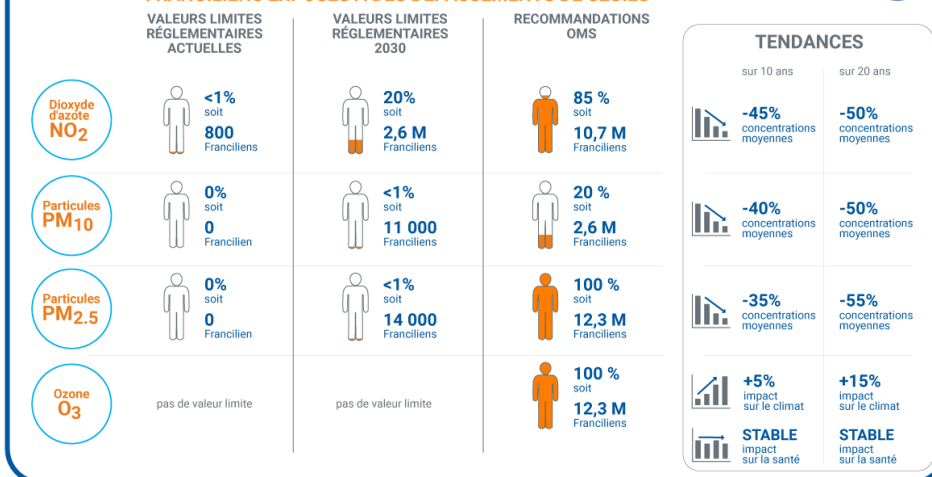 FRANCILIENS EXPOSÉS À DES DÉPASSEMENTS DE SEUILS
VALEURS LIMITES
RÉGLEMENTAIRES
ACTUELLES
VALEURS LIMITES
RÉGLEMENTAIRES
2030
RECOMMANDATIONS
OMS
TENDANCES
sur 10 ans
sur 20 ans
Dioxyde
d'azote
NO2
<1%
soit
800
Franciliens
20%
soit
2,6 M
Franciliens
85 %
soit
10,7 M
Franciliens
-45%
concentrations
moyennes
-50%
concentrations
moyennes
Particules
PM10
0%
soit
0
Francilien
<1%
soit
11 000
Franciliens
20 %
soit
2,6 M
Franciliens
-40%
concentrations
moyennes
-50%
concentrations
moyennes
Particules
PM2.5
0%
soit
0
Francilien
<1%
soit
14 000
Franciliens
100 %
soit
12,3 M
Franciliens
-35%
concentrations
moyennes
-55%
concentrations
moyennes
Ozone
O3
pas de valeur limite
pas de valeur limite
100 %
soit
12,3 M
Franciliens
+5%
impact
sur le climat
+15%
impact
sur le climat
STABLE
impact
sur la santé
STABLE
impact
sur la santé